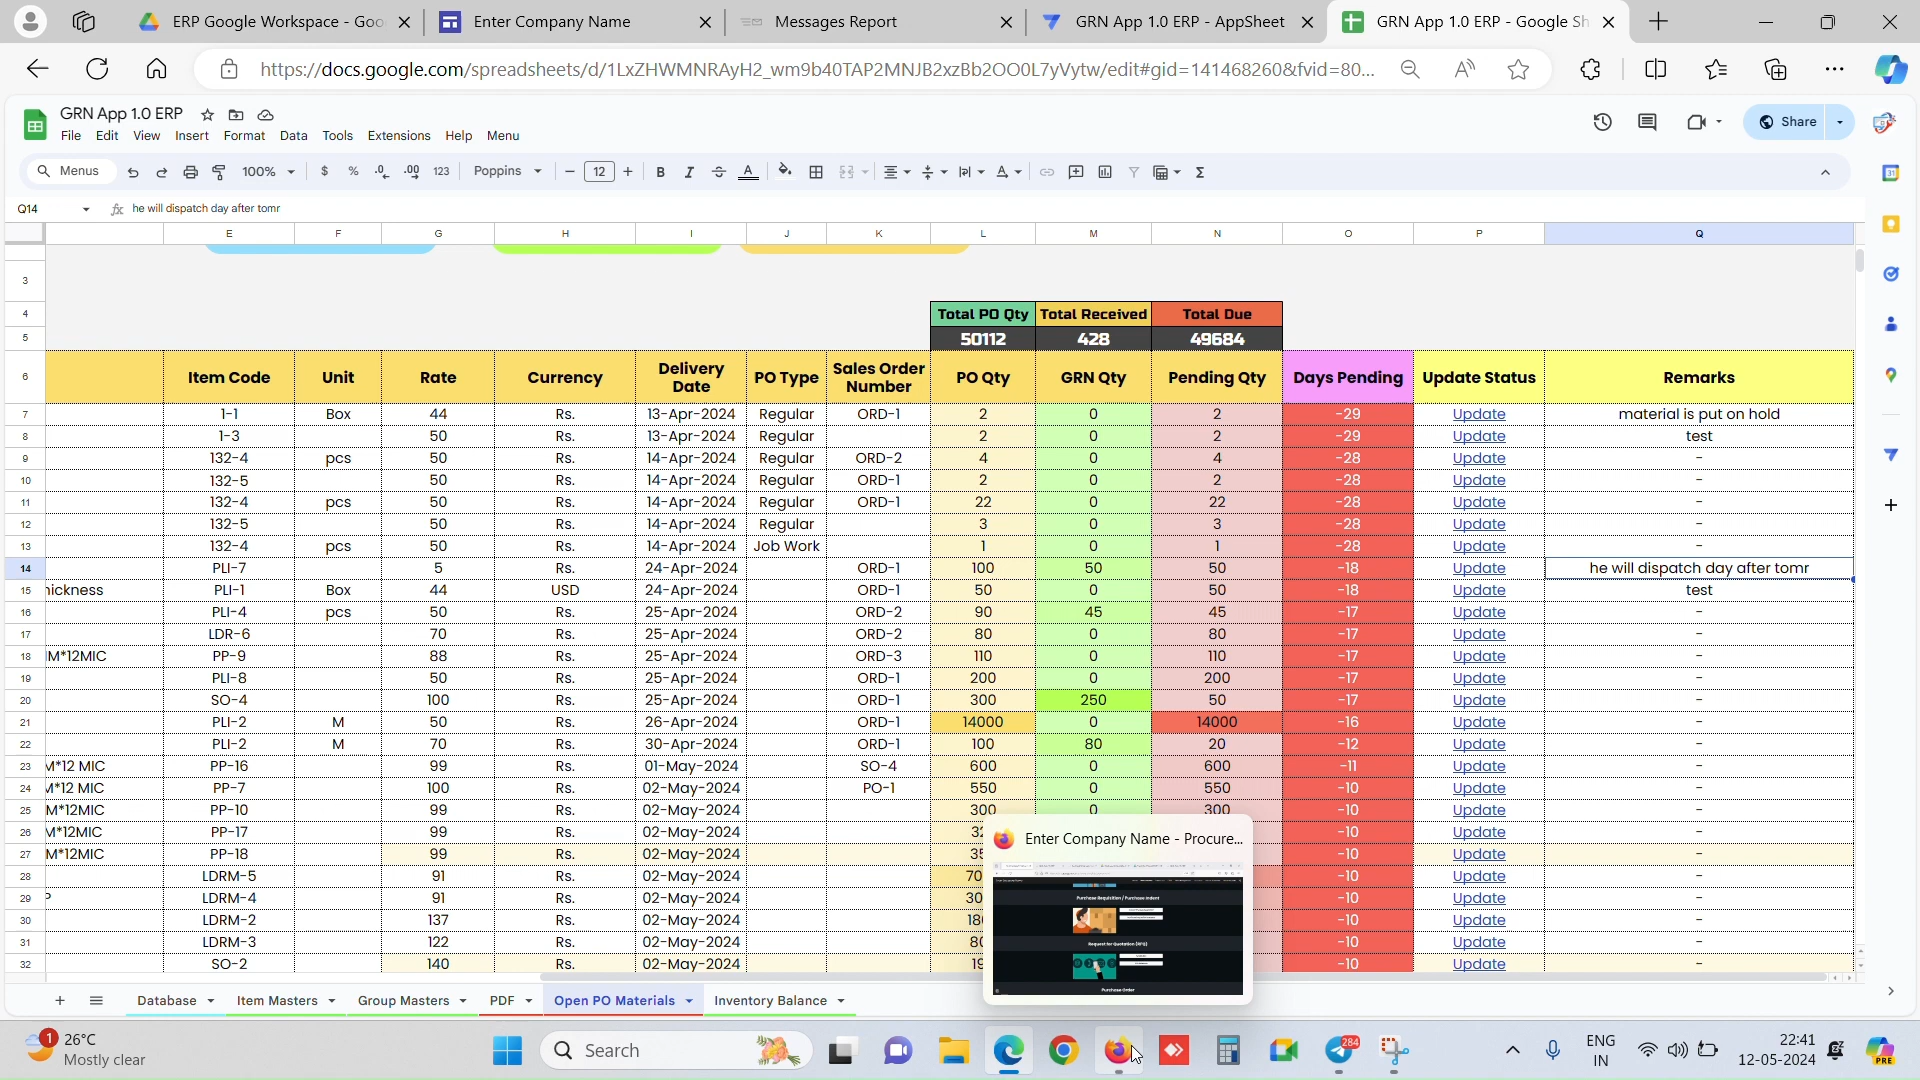 ERP Google Workspace - Goo
Enter Company Name
Messages Report
GRN App 1.0 ERP - AppSheet
GRN App 1.0 ERP - Google Sh
https://docs.google.com/spreadsheets/d/1LxZHWMNRAyH2_wm9b40TAP2MNJB2xzBb2OO0L7yVytw/edit#gid=141468260&fvid=80...
GRN App 1.0 ERP
File Edit View Insert Format Data Tools Extensions Help Menu
Share
Menus 100% $ % .0 .00 123 Poppins 12 B I A
Q14 fx he will dispatch day after tomr
E F G H I J K L M N O P Q
3
4 Total PO Qty Total Received Total Due
5 50112 428 49684
6 Item Code Unit Rate Currency Delivery Date PO Type Sales Order Number PO Qty GRN Qty Pending Qty Days Pending Update Status Remarks
7 1-1 Box 44 Rs. 13-Apr-2024 Regular ORD-1 2 0 2 -29 Update material is put on hold
8 1-3 50 Rs. 13-Apr-2024 Regular 2 0 2 -29 Update test
9 132-4 pcs 50 Rs. 14-Apr-2024 Regular ORD-2 4 0 4 -28 Update -
10 132-5 50 Rs. 14-Apr-2024 Regular ORD-1 2 0 2 -28 Update -
11 132-4 pcs 50 Rs. 14-Apr-2024 Regular ORD-1 22 0 22 -28 Update -
12 132-5 50 Rs. 14-Apr-2024 Regular 3 0 3 -28 Update -
13 132-4 pcs 50 Rs. 14-Apr-2024 Job Work 1 0 1 -28 Update -
14 PLI-7 5 Rs. 24-Apr-2024 ORD-1 100 50 50 -18 Update he will dispatch day after tomr
15 hickness PLI-1 Box 44 USD 24-Apr-2024 ORD-1 50 0 50 -18 Update test
16 PLI-4 pcs 50 Rs. 25-Apr-2024 ORD-2 90 45 45 -17 Update -
17 LDR-6 70 Rs. 25-Apr-2024 ORD-2 80 0 80 -17 Update -
18 IM*12MIC PP-9 88 Rs. 25-Apr-2024 ORD-3 110 0 110 -17 Update -
19 PLI-8 50 Rs. 25-Apr-2024 ORD-1 200 0 200 -17 Update -
20 SO-4 100 Rs. 25-Apr-2024 ORD-1 300 250 50 -17 Update -
21 PLI-2 M 50 Rs. 26-Apr-2024 ORD-1 14000 0 14000 -16 Update -
22 PLI-2 M 70 Rs. 30-Apr-2024 ORD-1 100 80 20 -12 Update -
23 M*12 MIC PP-16 99 Rs. 01-May-2024 SO-4 600 0 600 -11 Update -
24 M*12 MIC PP-7 100 Rs. 02-May-2024 PO-1 550 0 550 -10 Update -
25 M*12MIC PP-10 99 Rs. 02-May-2024 300 0 300 -10 Update -
26 M*12MIC PP-17 99 Rs. 02-May-2024 32 -10 Update -
27 M*12MIC PP-18 99 Rs. 02-May-2024 35 -10 Update -
28 LDRM-5 91 Rs. 02-May-2024 70 -10 Update -
29 P LDRM-4 91 Rs. 02-May-2024 30 -10 Update -
30 LDRM-2 137 Rs. 02-May-2024 18 -10 Update -
31 LDRM-3 122 Rs. 02-May-2024 80 -10 Update -
32 SO-2 140 Rs. 02-May-2024 19 -10 Update -
Enter Company Name - Procure...
Purchase Requisition / Purchase Indent
Request for Quotation (RFQ)
Purchase Order
Database Item Masters Group Masters PDF Open PO Materials Inventory Balance
1 26°C
Mostly clear
Search
284
ENG
IN
22:41
12-05-2024
PRE